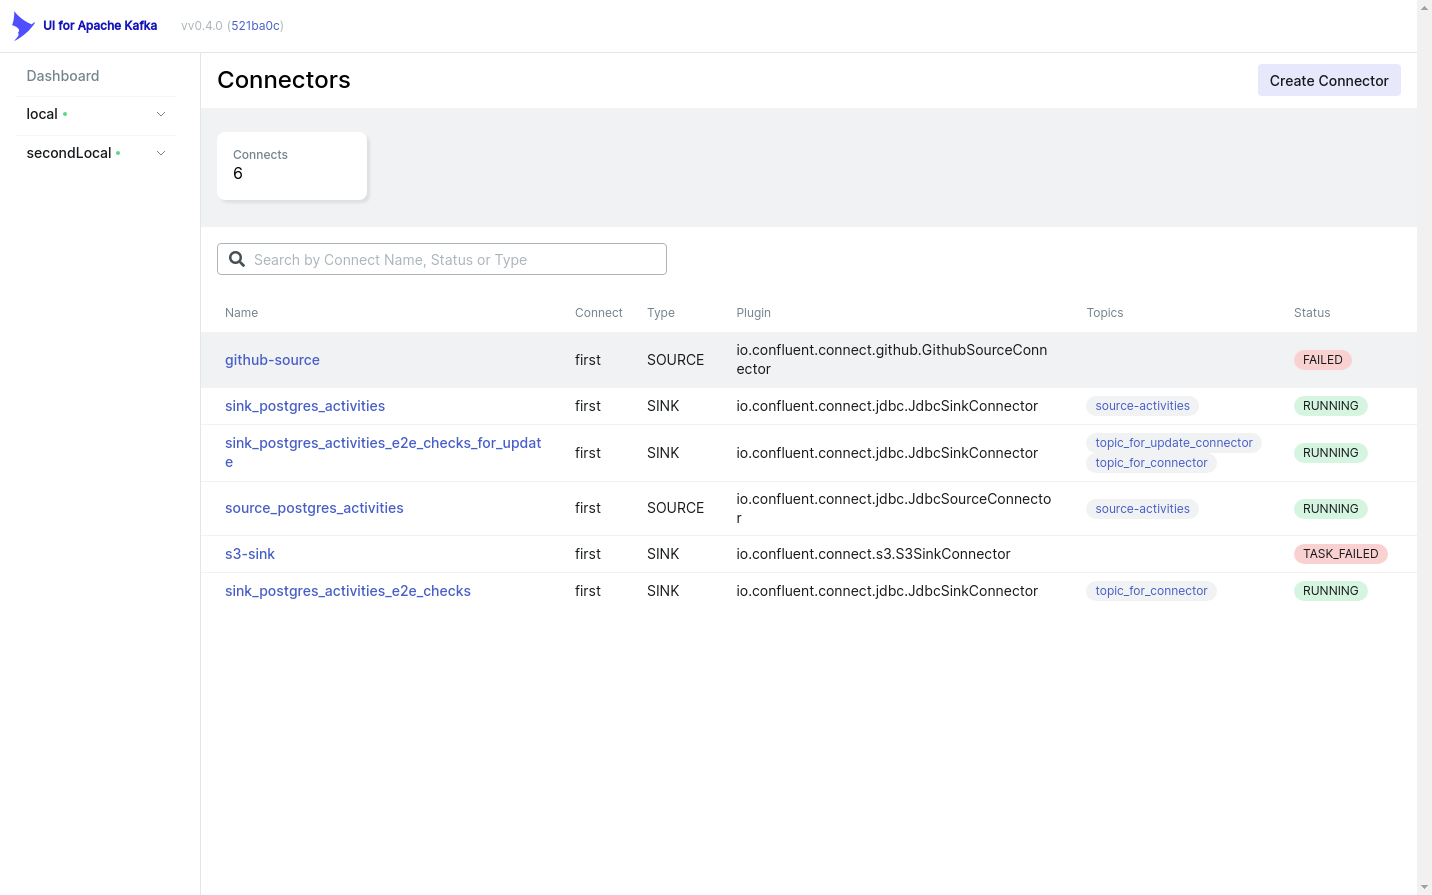 UI for Apache Kafka vv0.4.0 (521ba0c)
Dashboard
local
secondLocal
Connectors
Create Connector
Connects
6
Search by Connect Name, Status or Type
Name Connect Type Plugin Topics Status
github-source first SOURCE io.confluent.connect.github.GithubSourceConn
ector FAILED
sink_postgres_activities first SINK io.confluent.connect.jdbc.JdbcSinkConnector source-activities RUNNING
sink_postgres_activities_e2e_checks_for_updat
e first SINK io.confluent.connect.jdbc.JdbcSinkConnector topic_for_update_connector
topic_for_connector RUNNING
source_postgres_activities first SOURCE io.confluent.connect.jdbc.JdbcSourceConnecto
r source-activities RUNNING
s3-sink first SINK io.confluent.connect.s3.S3SinkConnector TASK_FAILED
sink_postgres_activities_e2e_checks first SINK io.confluent.connect.jdbc.JdbcSinkConnector topic_for_connector RUNNING